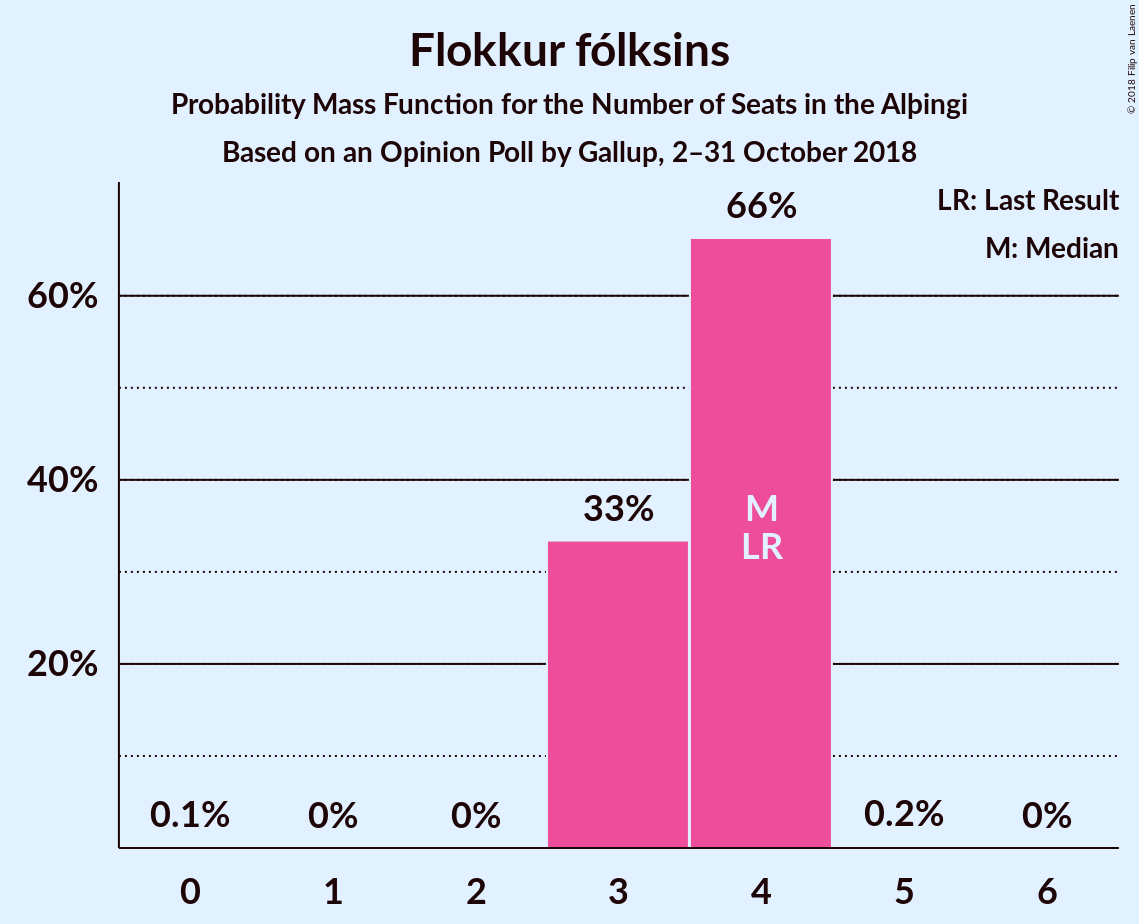 Flokkur fólksins
Probability Mass Function for the Number of Seats in the Alþingi
Based on an Opinion Poll by Gallup, 2–31 October 2018
© 2018 Filip van Laenen
LR: Last Result
M: Median
66%
60%
40%
33%
M
LR
20%
0.1%
0%
0%
0.2%
0%
0
1
2
3
4
5
6